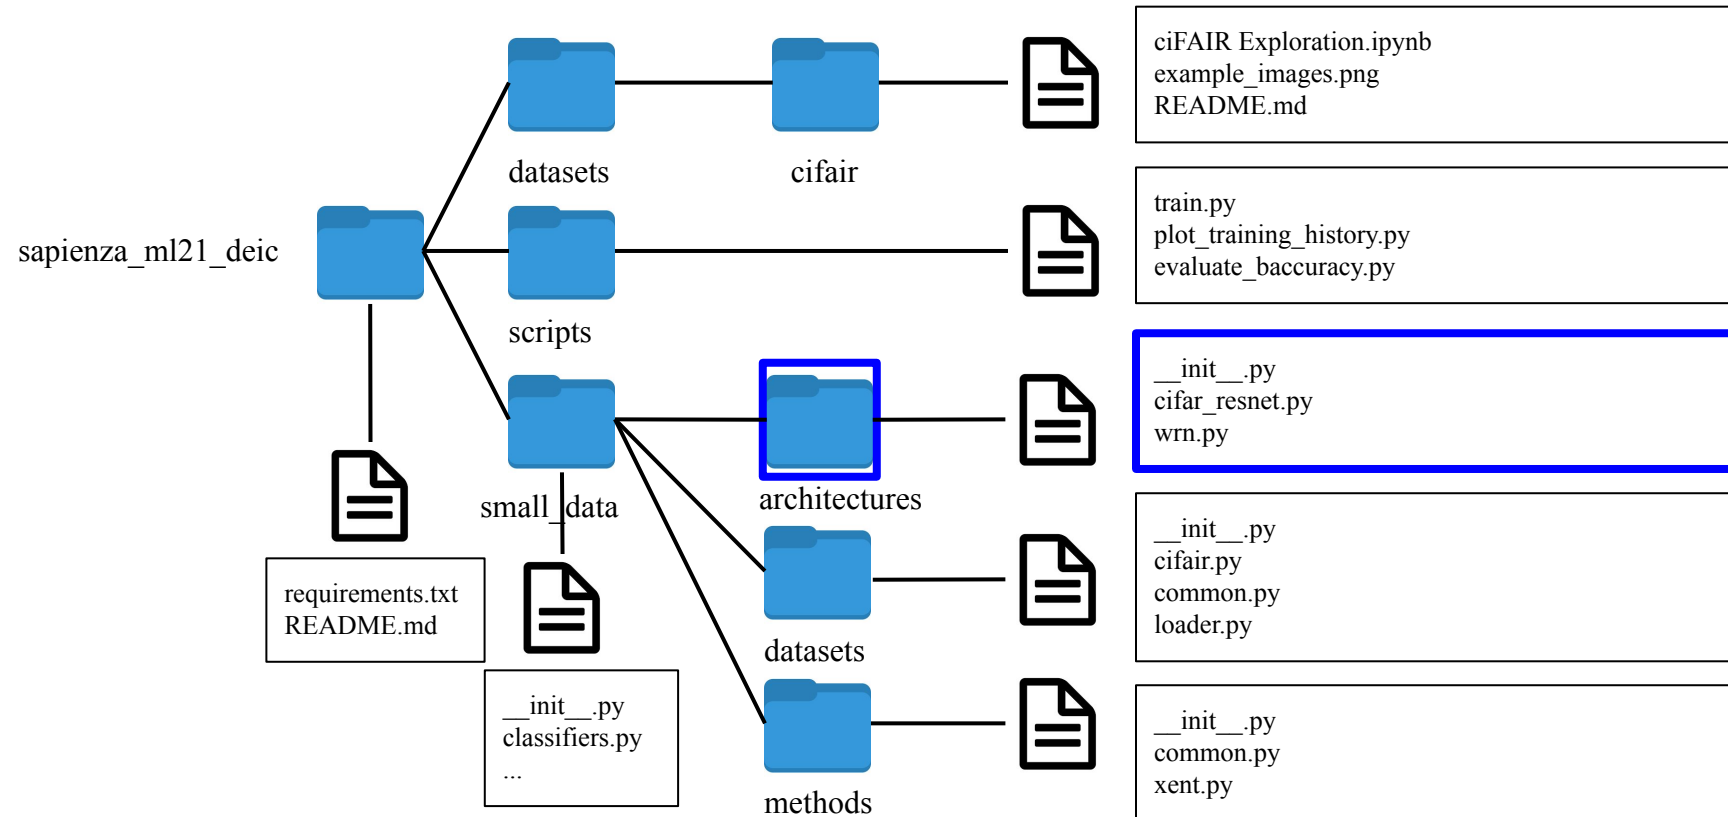 ciFAIR Exploration.ipynb
example_images.png
README.md
datasets
cifair
train.py
plot_training_history.py
evaluate_baccuracy.py
sapienza_ml21_deic
scripts
__init__.py
cifar_resnet.py
wrn.py
small_data
architectures
__init__.py
cifair.py
common.py
loader.py
requirements.txt
README.md
datasets
__init__.py
classifiers.py
...
__init__.py
common.py
xent.py
methods